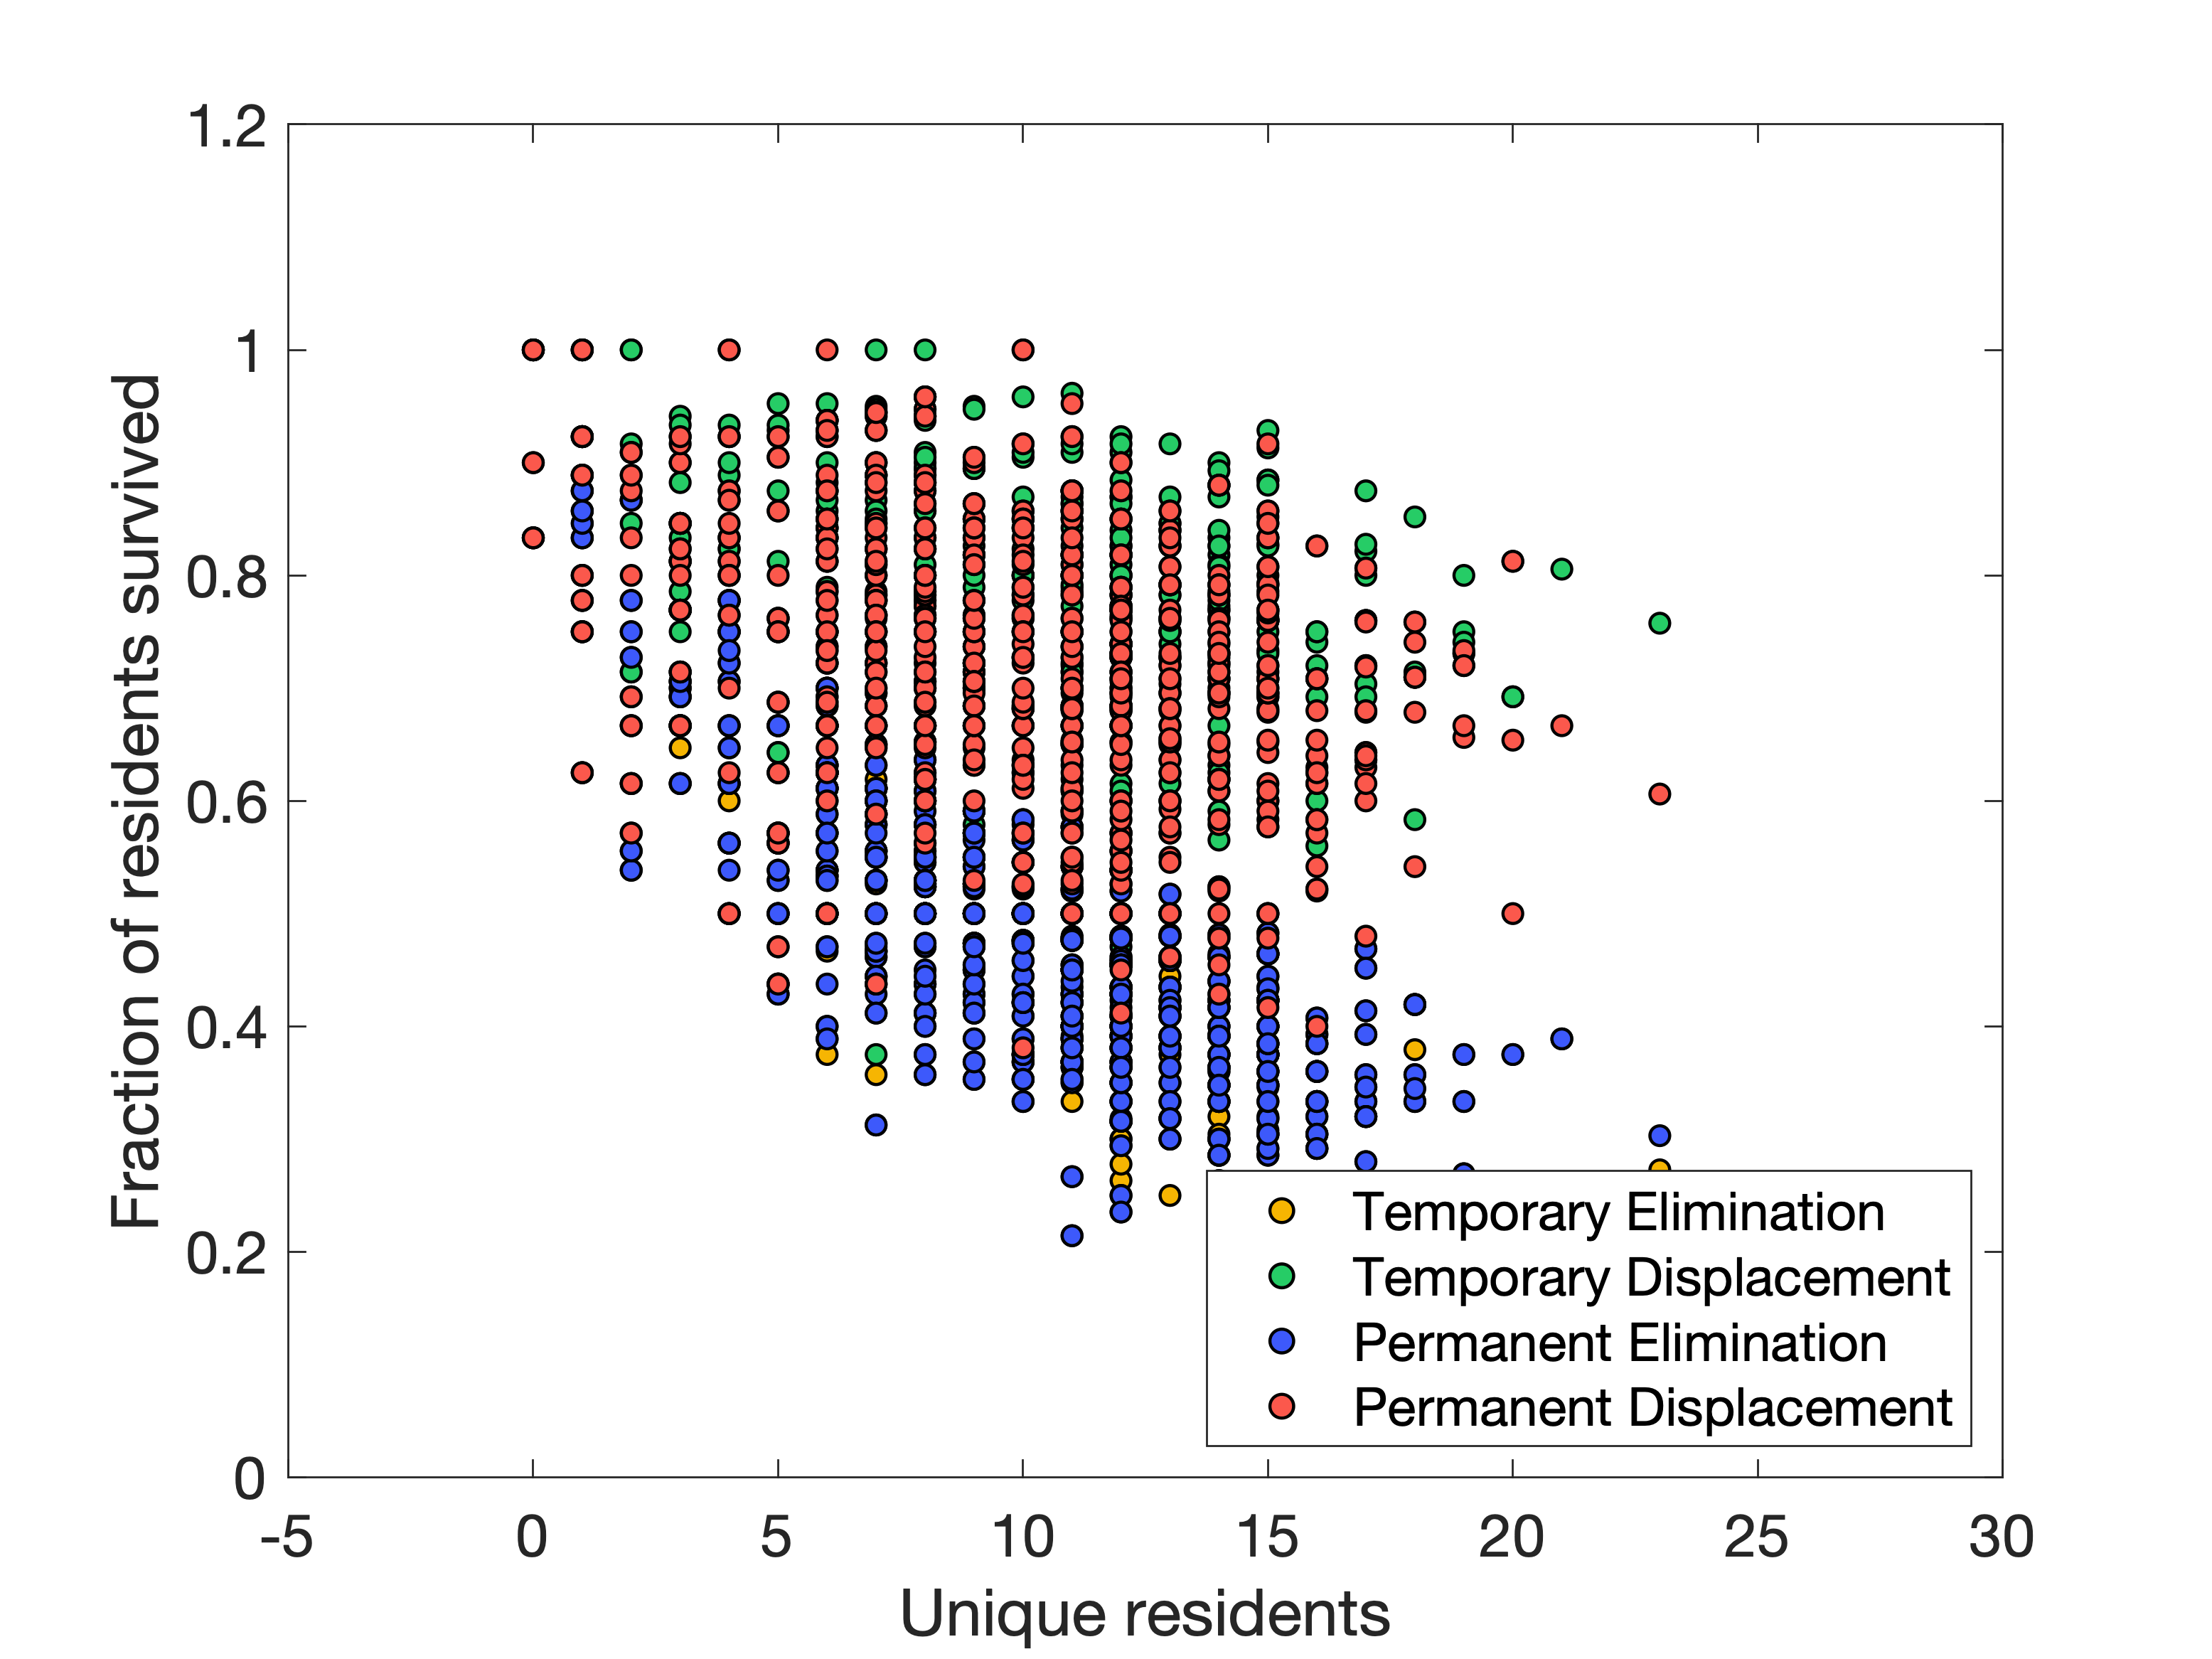 1.2
1
0.8
0.6
0.4
0.2
0
Fraction of residents survived
-5 0 5 10 15 20 25 30
Unique residents
Temporary Elimination
Temporary Displacement
Permanent Elimination
Permanent Displacement